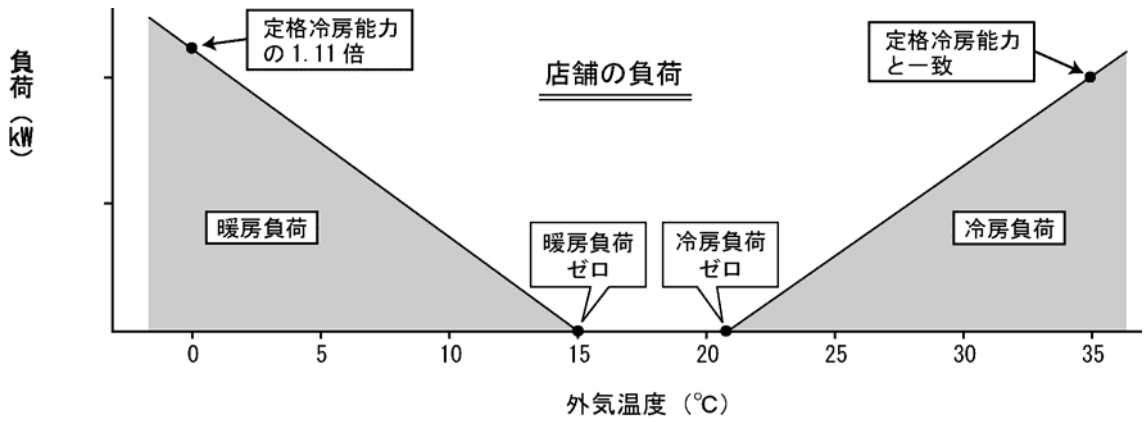 定格冷房能力
の1.11倍
定格冷房能力
と一致
店舗の負荷
負荷(kW)
暖房負荷
冷房負荷
暖房負荷
ゼロ
冷房負荷
ゼロ
0 5 10 15 20 25 30 35
外気温度 (℃)